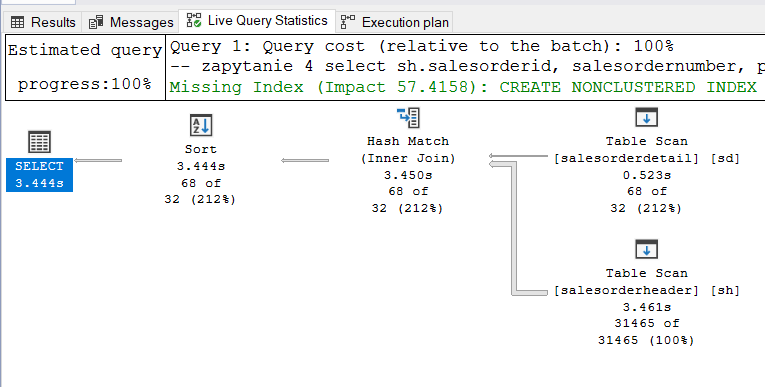 Results Messages Live Query Statistics Execution plan
Estimated query
progress:100%
Query 1: Query cost (relative to the batch): 100%
-- zapytanie 4 select sh.salesorderid, salesordernumber, p
Missing Index (Impact 57.4158): CREATE NONCLUSTERED INDEX
SELECT
3.444s
Sort
3.444s
68 of
32 (212%)
Hash Match
(Inner Join)
3.450s
68 of
32 (212%)
Table Scan
[salesorderdetail] [sd]
0.523s
68 of
32 (212%)
Table Scan
[salesorderheader] [sh]
3.461s
31465 of
31465 (100%)